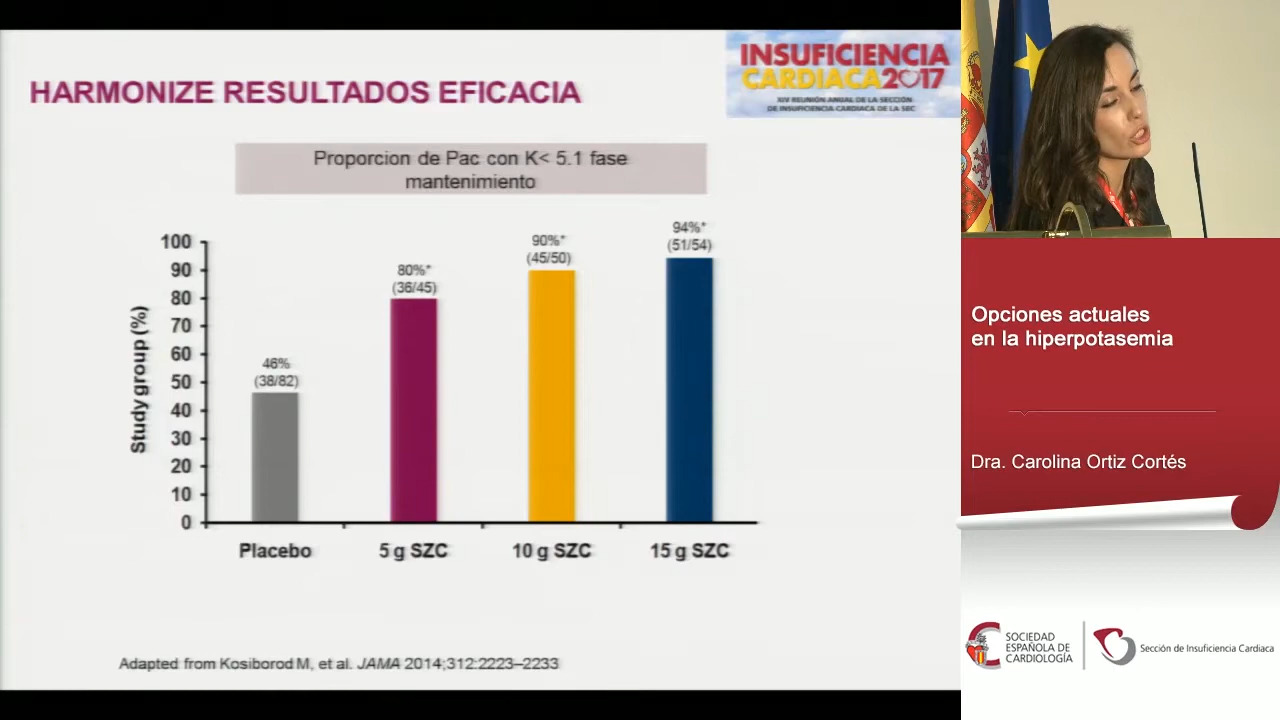 HARMONIZE RESULTADOS EFICACIA
INSUFICIENCIA
CARDIACA2017
XIV REUNIÓN ANUAL DE LA SECCIÓN
DE INSUFICIENCIA CARDIACA DE LA SEC
Proporcion de Pac con K< 5.1 fase
mantenimiento
Study group (%)
100
90
80
70
60
50
40
30
20
10
0
46%
(38/82)
80%*
(36/45)
90%*
(45/50)
94%*
(51/54)
Placebo
5 g SZC
10 g SZC
15 g SZC
Adapted from Kosiborod M, et al. JAMA 2014;312:2223–2233
Opciones actuales
en la hiperpotasemia
Dra. Carolina Ortiz Cortés
SOCIEDAD
ESPAÑOLA DE
CARDIOLOGÍA
Sección de Insuficiencia Cardiaca